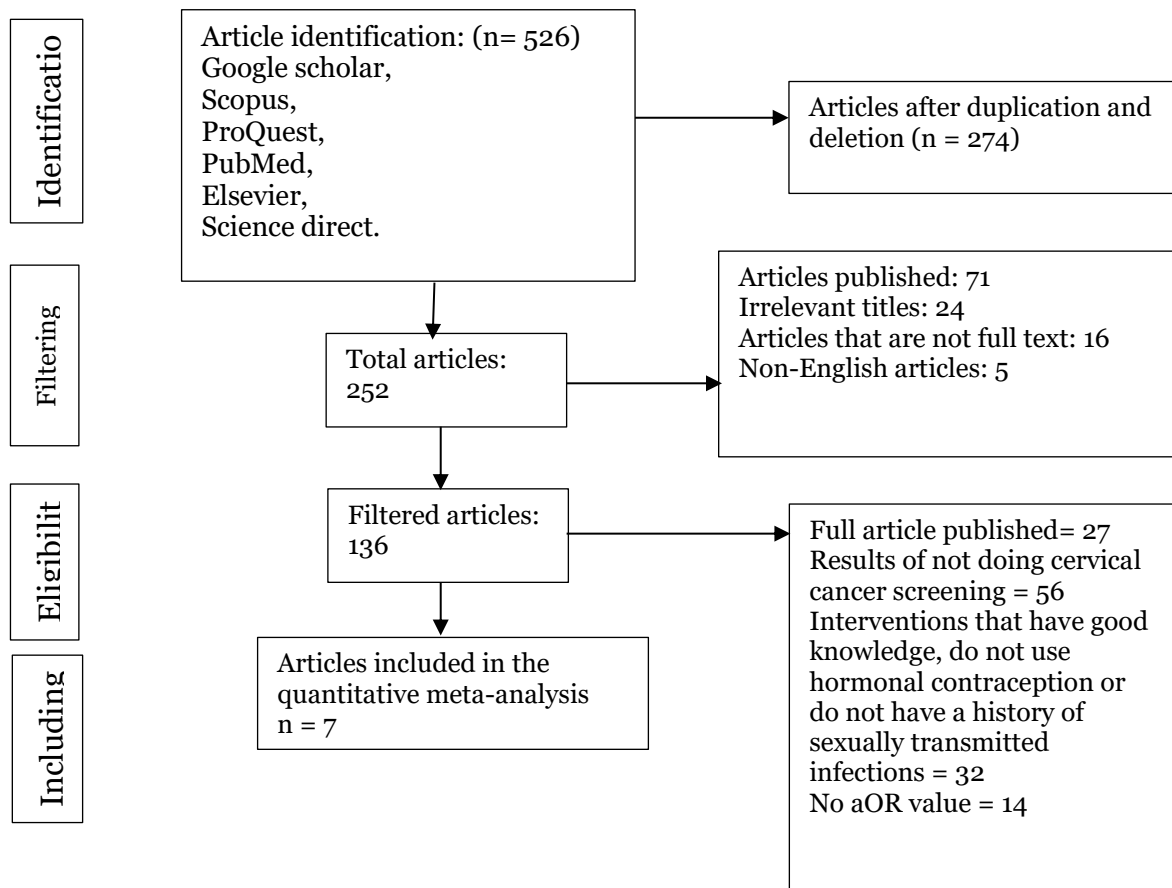 Identificatio
Article identification: (n= 526)
Google scholar,
Scopus,
ProQuest,
PubMed,
Elsevier,
Science direct.
Articles after duplication and
deletion (n = 274)
Filtering
Total articles:
252
Articles published: 71
Irrelevant titles: 24
Articles that are not full text: 16
Non-English articles: 5
Eligibilit
Filtered articles:
136
Full article published= 27
Results of not doing cervical
cancer screening = 56
Interventions that have good
knowledge, do not use
hormonal contraception or
do not have a history of
sexually transmitted
infections = 32
No aOR value = 14
Including
Articles included in the
quantitative meta-analysis
n = 7